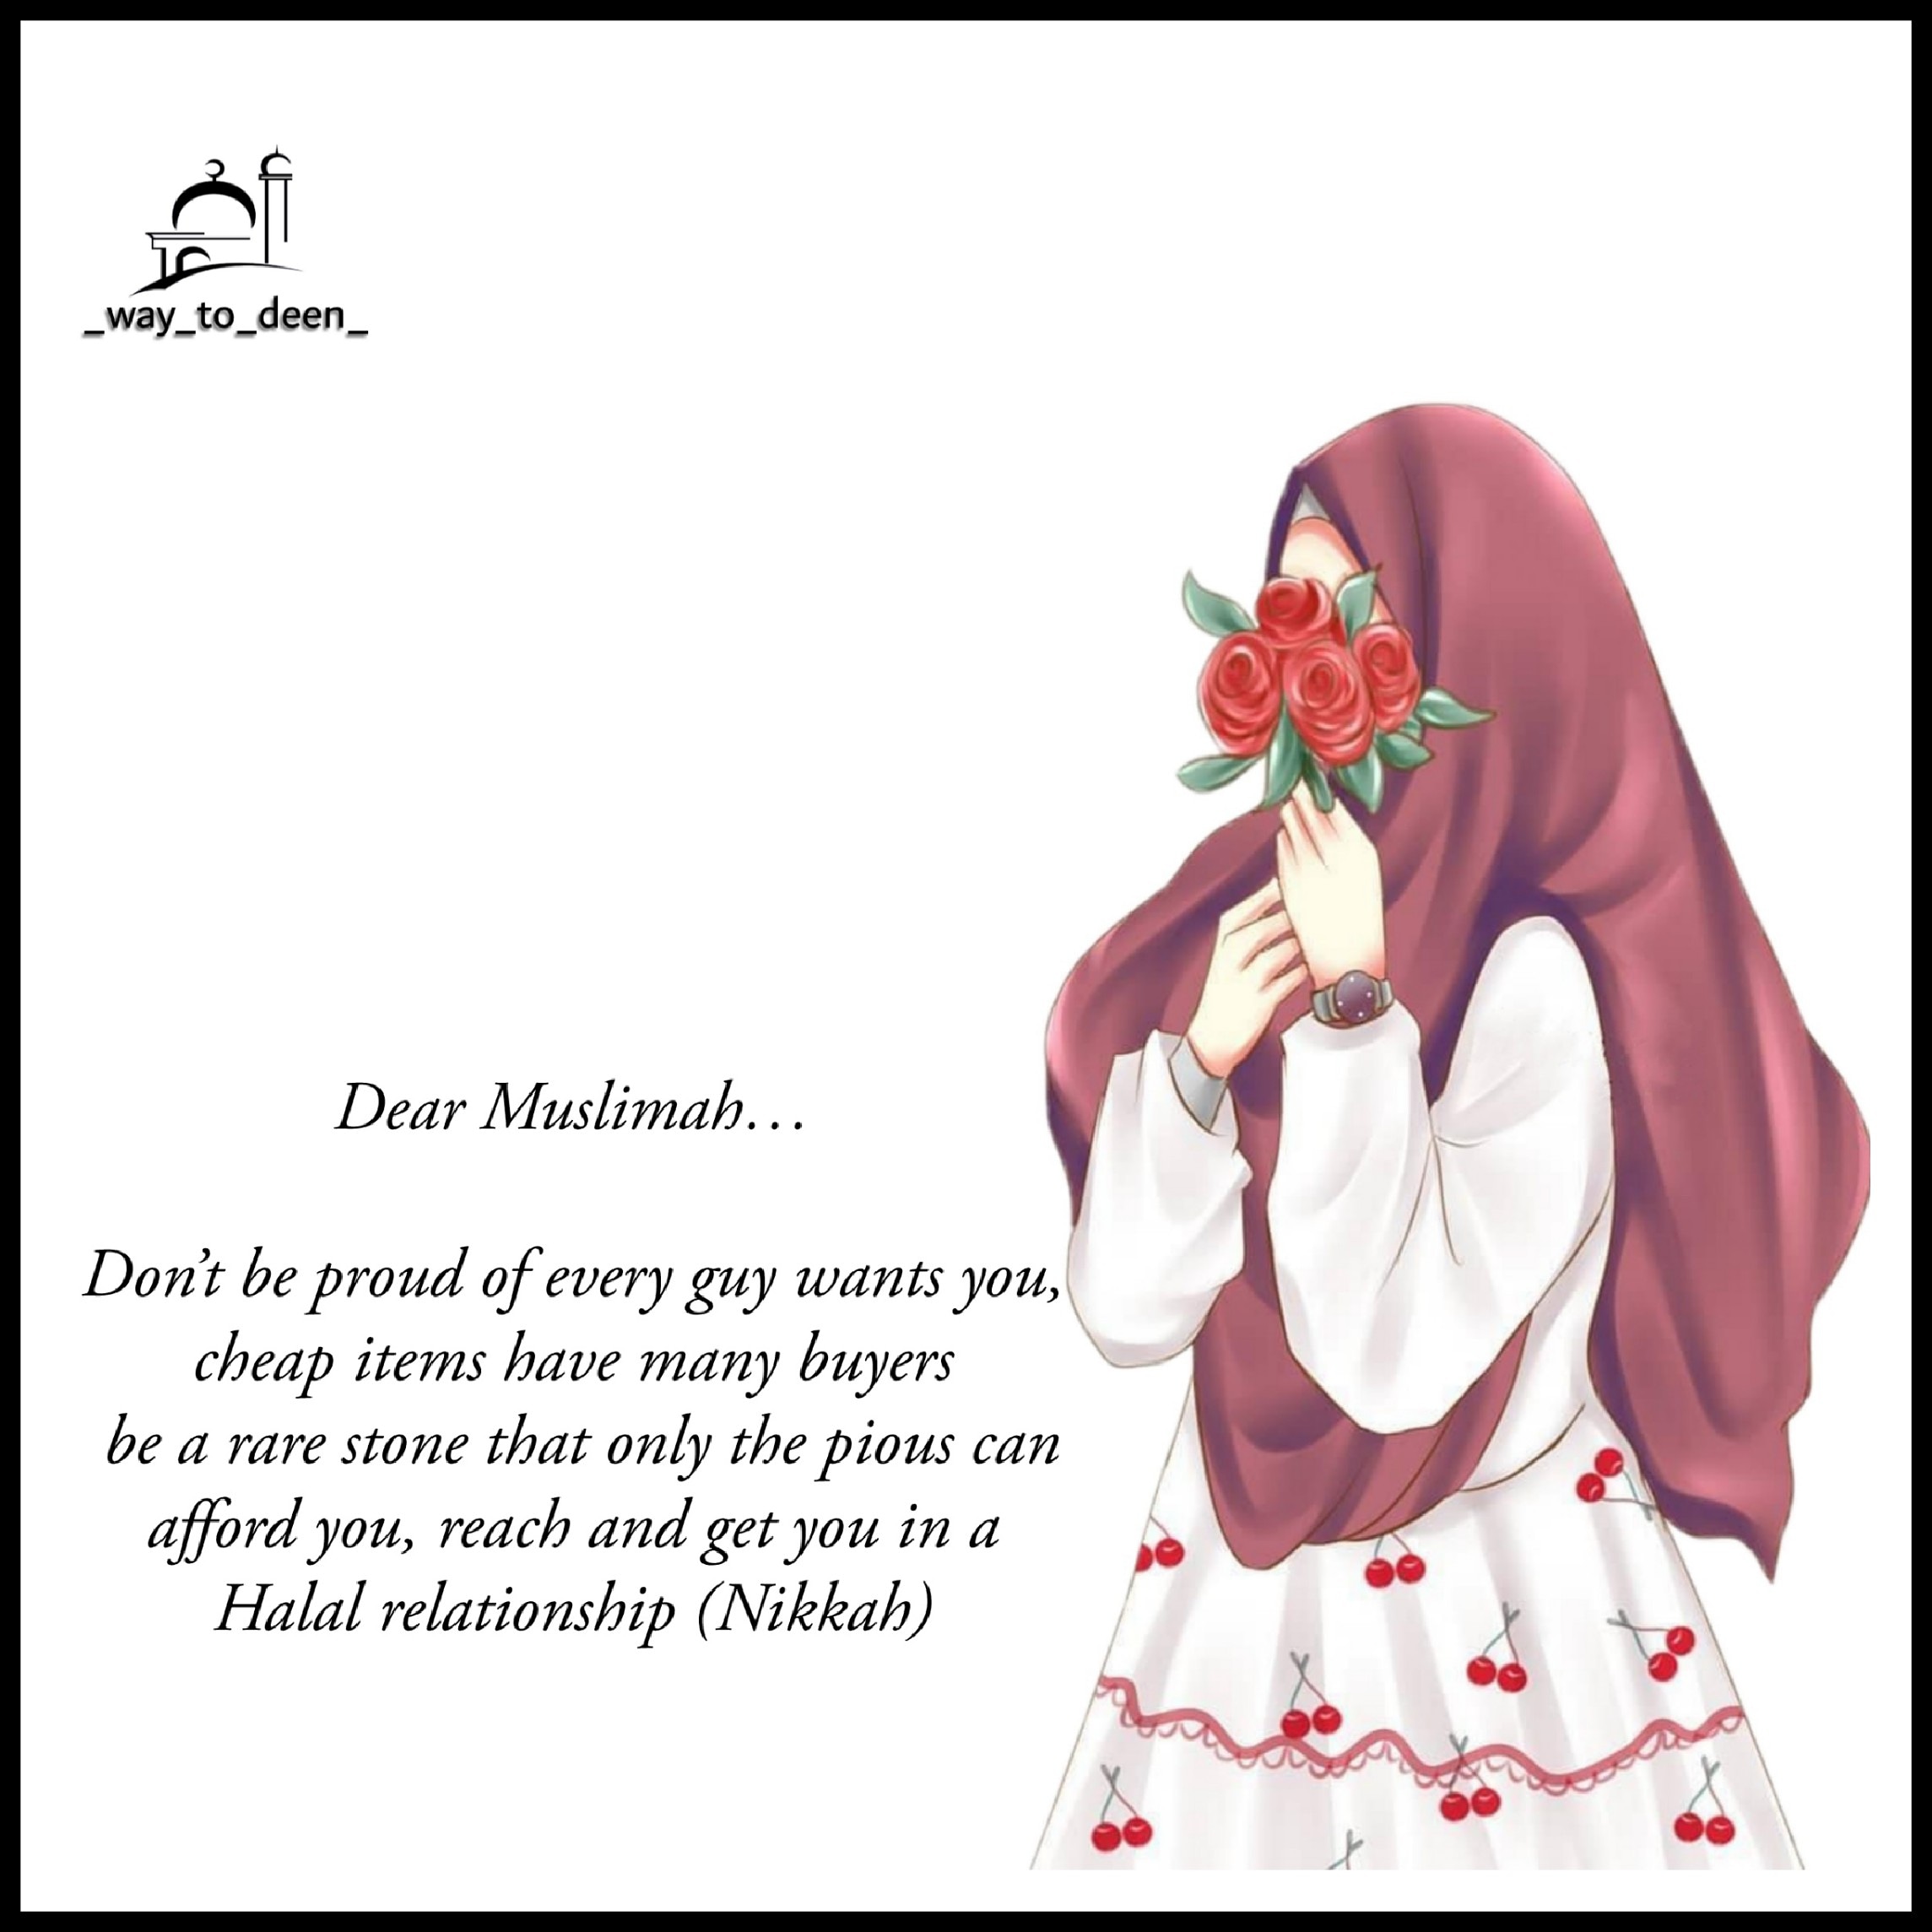 _way_to_deen_
Dear Muslimah...
Don't be proud of every guy wants you,
cheap items have many buyers
be a rare stone that only the pious can
afford you, reach and get you in a
Halal relationship (Nikkah)